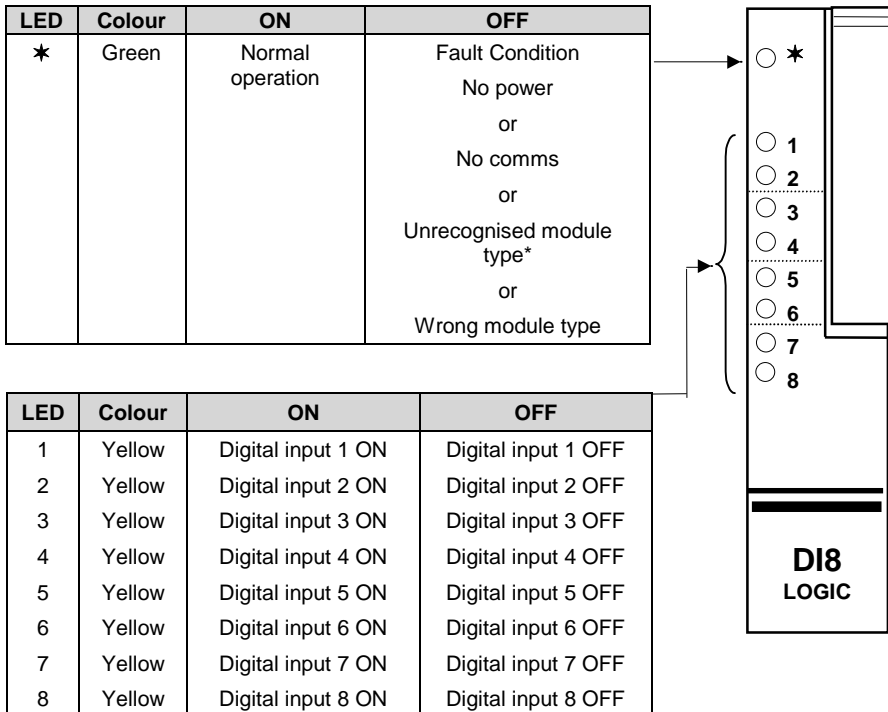 LED Colour ON OFF
✶ Green Normal operation Fault Condition
No power
or
No comms
or
Unrecognised module type*
or
Wrong module type
✶
1
2
3
4
5
6
7
8
LED Colour ON OFF
1 Yellow Digital input 1 ON Digital input 1 OFF
2 Yellow Digital input 2 ON Digital input 2 OFF
3 Yellow Digital input 3 ON Digital input 3 OFF
4 Yellow Digital input 4 ON Digital input 4 OFF
5 Yellow Digital input 5 ON Digital input 5 OFF
6 Yellow Digital input 6 ON Digital input 6 OFF
7 Yellow Digital input 7 ON Digital input 7 OFF
8 Yellow Digital input 8 ON Digital input 8 OFF
DI8
LOGIC